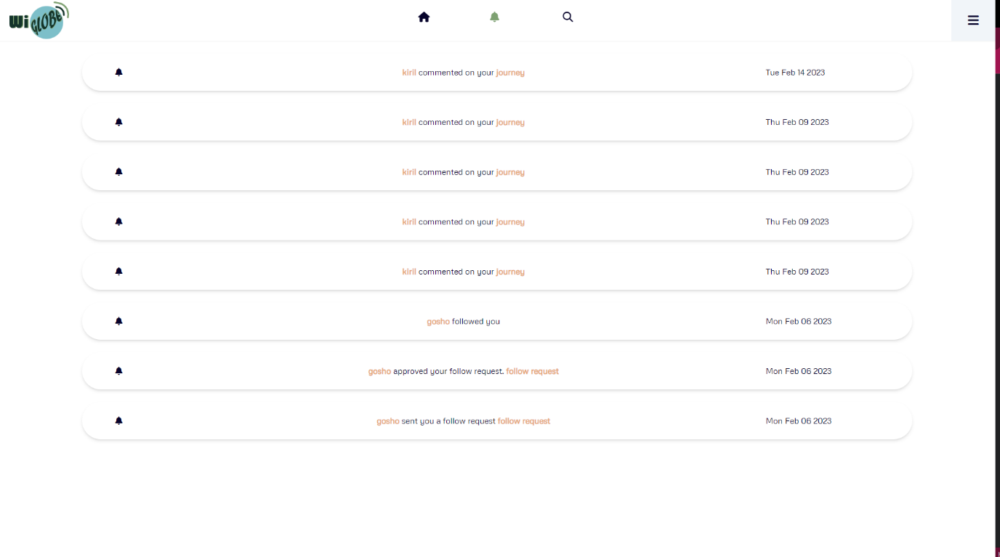 Wi GLOBE
kiril commented on your journey Tue Feb 14 2023
kiril commented on your journey Thu Feb 09 2023
kiril commented on your journey Thu Feb 09 2023
kiril commented on your journey Thu Feb 09 2023
kiril commented on your journey Thu Feb 09 2023
gosho followed you Mon Feb 06 2023
gosho approved your follow request. follow request Mon Feb 06 2023
gosho sent you a follow request follow request Mon Feb 06 2023